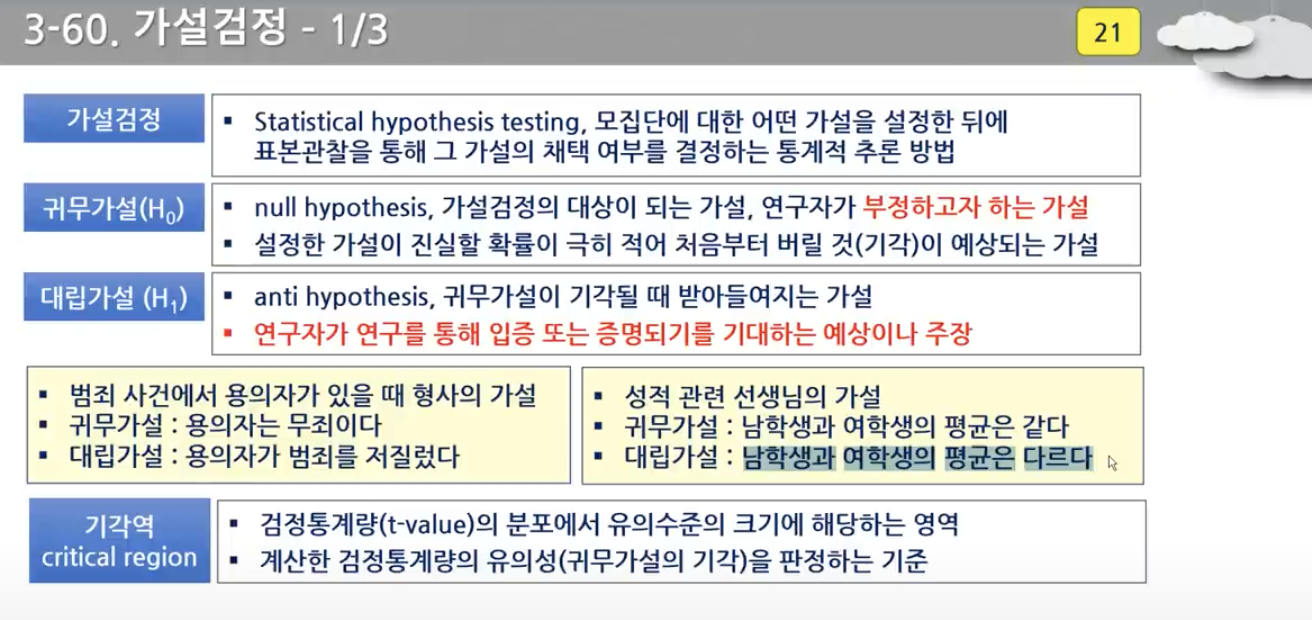 3-60. 가설검정 - 1/3
21
가설검정
▪ Statistical hypothesis testing, 모집단에 대한 어떤 가설을 설정한 뒤에
표본관찰을 통해 그 가설의 채택 여부를 결정하는 통계적 추론 방법
귀무가설(H₀)
▪ null hypothesis, 가설검정의 대상이 되는 가설, 연구자가 부정하고자 하는 가설
▪ 설정한 가설이 진실할 확률이 극히 적어 처음부터 버릴 것(기각)이 예상되는 가설
대립가설 (H₁)
▪ anti hypothesis, 귀무가설이 기각될 때 받아들여지는 가설
▪ 연구자가 연구를 통해 입증 또는 증명되기를 기대하는 예상이나 주장
▪ 범죄 사건에서 용의자가 있을 때 형사의 가설
▪ 귀무가설 : 용의자는 무죄이다
▪ 대립가설 : 용의자가 범죄를 저질렀다
▪ 성적 관련 선생님의 가설
▪ 귀무가설 : 남학생과 여학생의 평균은 같다
▪ 대립가설 : 남학생과 여학생의 평균은 다르다
기각역
critical region
▪ 검정통계량(t-value)의 분포에서 유의수준의 크기에 해당하는 영역
▪ 계산한 검정통계량의 유의성(귀무가설의 기각)을 판정하는 기준